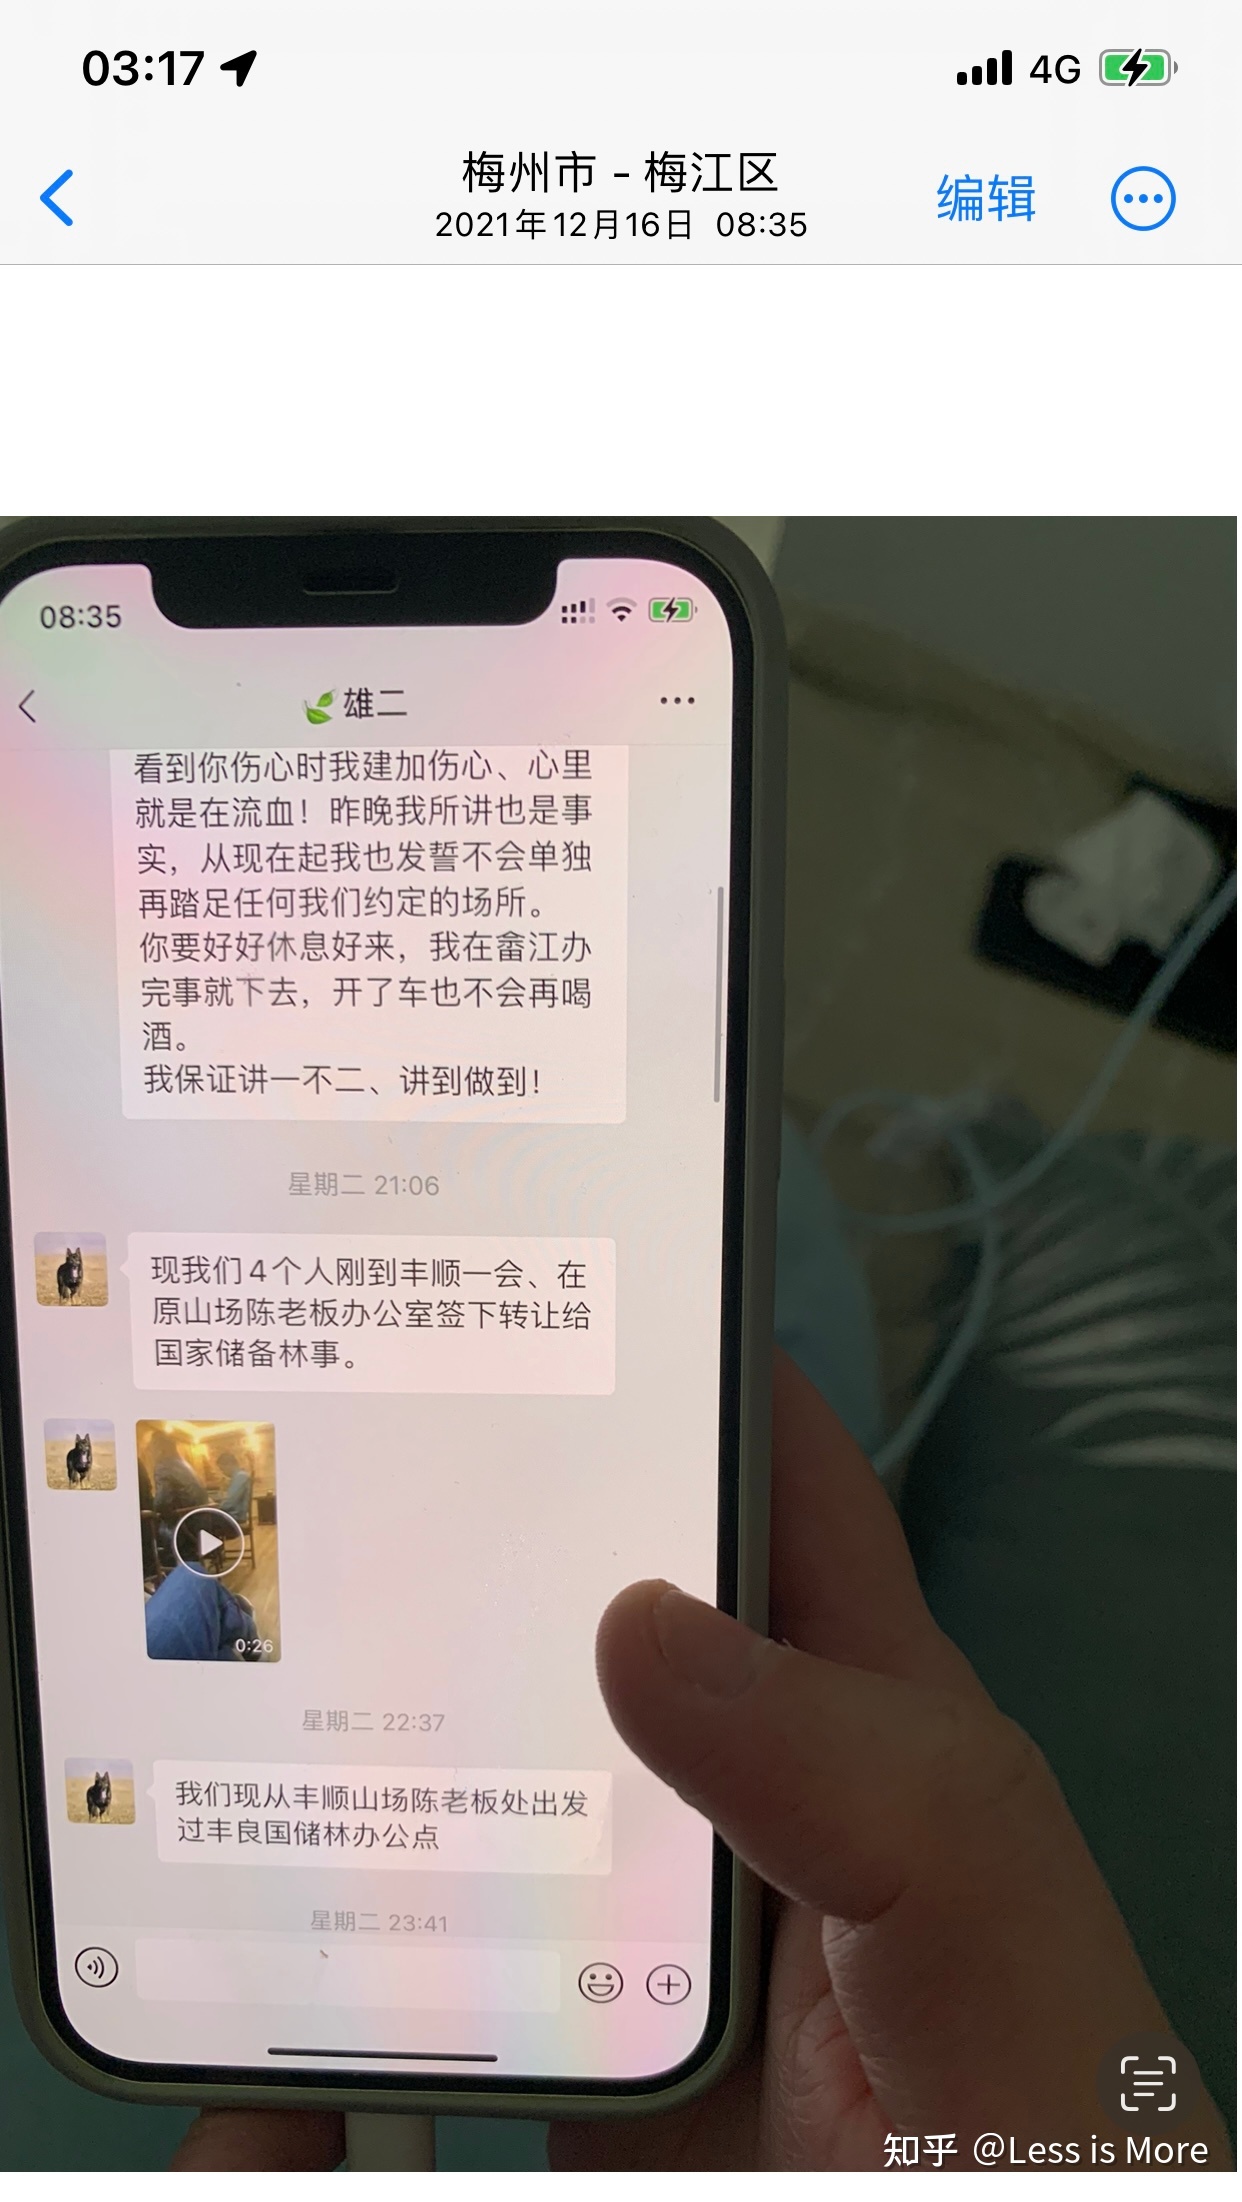 03:17
4G
梅州市 - 梅江区
2021年12月16日 08:35
编辑
08:35
雄二
看到你伤心时我建加伤心、心里
就是在流血！昨晚我所讲也是事
实，从现在起我也发誓不会单独
再踏足任何我们约定的场所。
你要好好休息好来，我在畲江办
完事就下去，开了车也不会再喝
酒。
我保证讲一不二、讲到做到！
星期二 21:06
现我们4个人刚到丰顺一会、在
原山场陈老板办公室签下转让给
国家储备林事。
0:26
星期二 22:37
我们现从丰顺山场陈老板处出发
过丰良国储林办公点
星期二 23:41
知乎 @Less is More